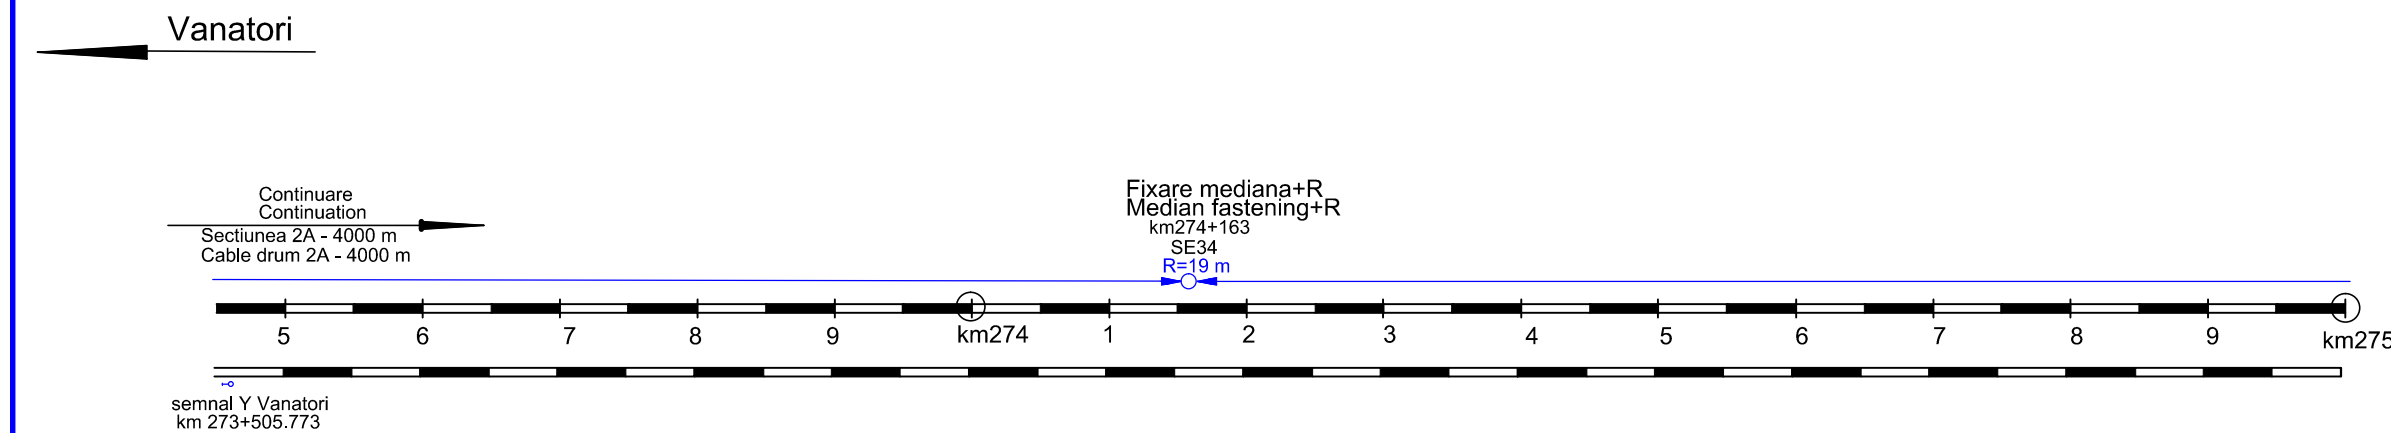 Vanatori
Continuare
Continuation
Sectiunea 2A - 4000 m
Cable drum 2A - 4000 m
Fixare mediana+R
Median fastening+R
km274+163
SE34
R=19 m
5 6 7 8 9 km274 1 2 3 4 5 6 7 8 9 km275
semnal Y Vanatori
km 273+505.773